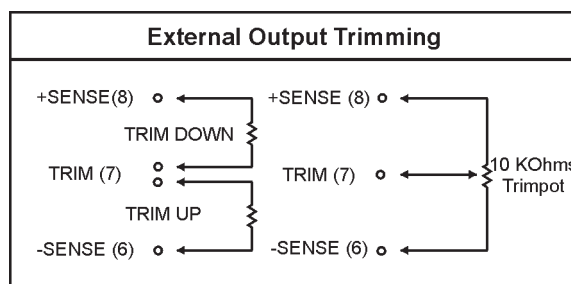 External Output Trimming
+SENSE(8)
TRIM DOWN
TRIM (7)
TRIM UP
-SENSE (6)
+SENSE (8)
TRIM (7)
10 KOhms
Trimpot
-SENSE (6)